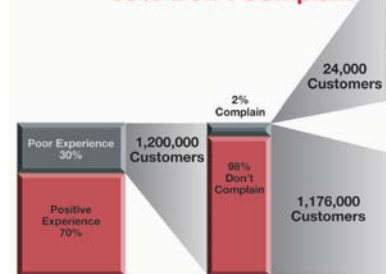 24,000
Customers
2%
Complain
Poor Experience
30%
1,200,000
Customers
98%
Don't
Complain
Positive
Experience
70%
1,176,000
Customers